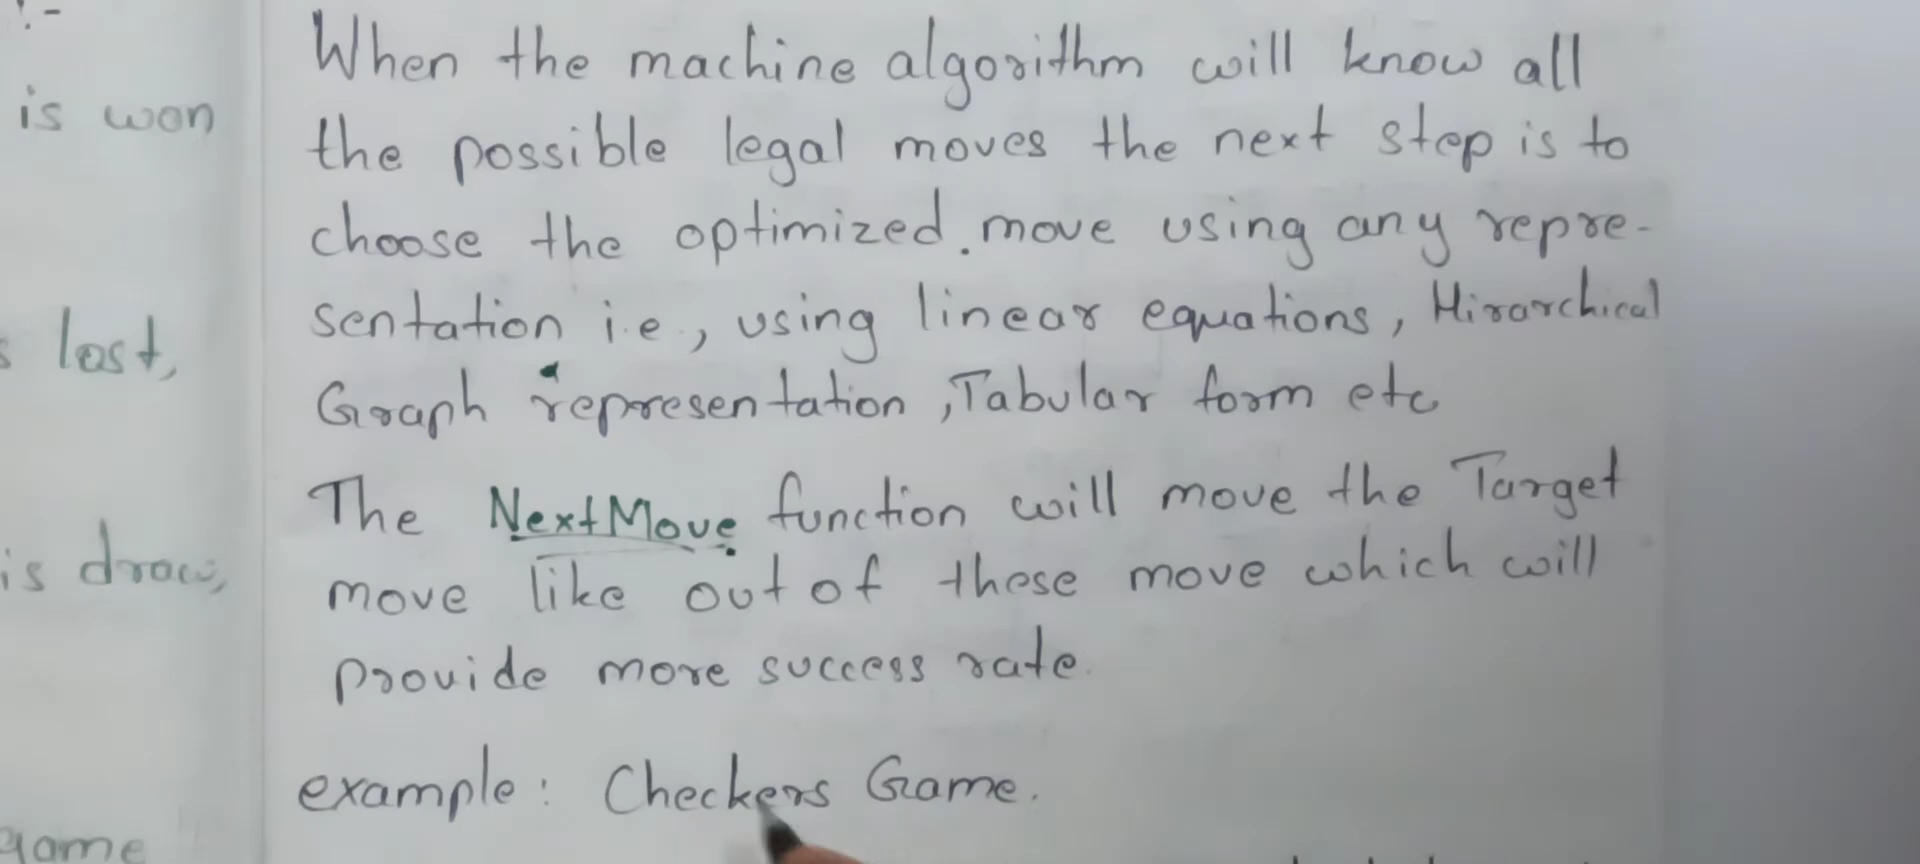 :-
is won
s lost,
is draw,
game
When the machine algorithm will know all
the possible legal moves the next step is to
choose the optimized. move using any repre-
sentation i.e., using linear equations, Hirarchical
Graph representation, Tabular form etc
The NextMove function will move the Target
move like out of these move which will
provide more success rate.
example: Checkers Game.